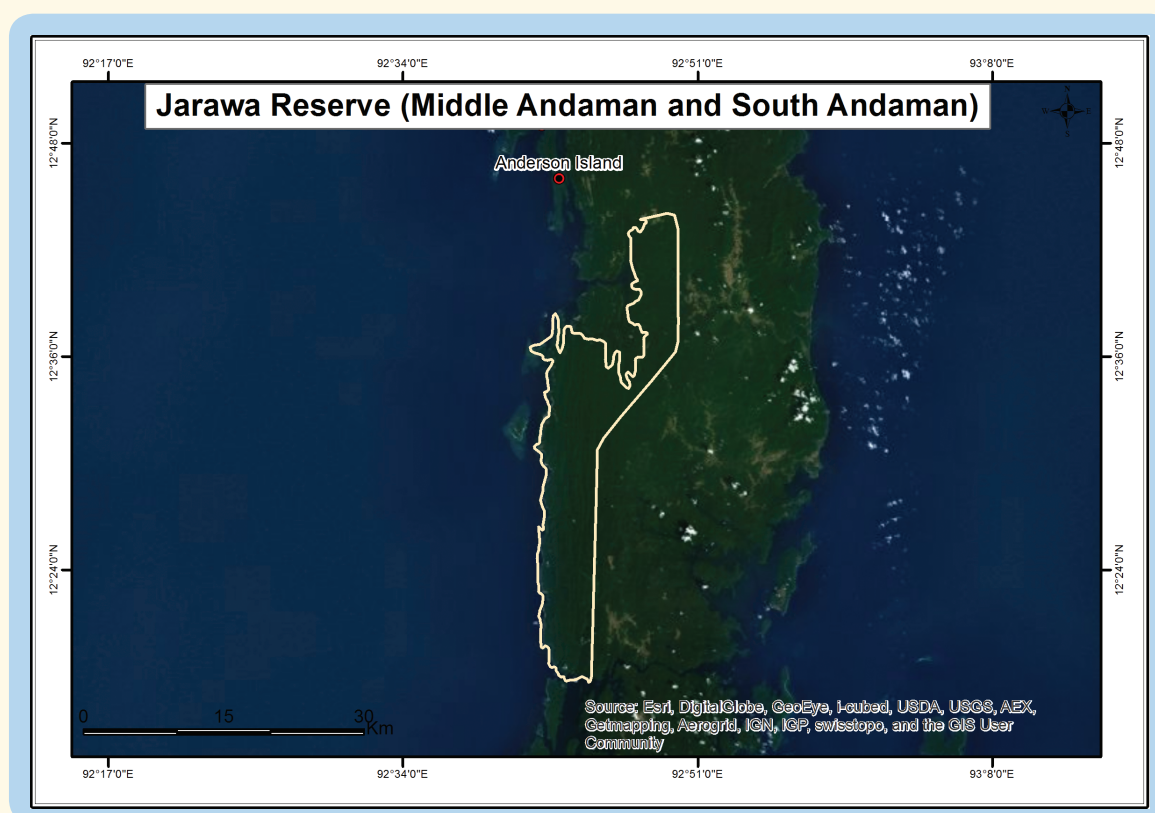 92°17'0"E 92°34'0"E 92°51'0"E 93°8'0"E
Jarawa Reserve (Middle Andaman and South Andaman)
N
W E
S
12°48'0"N 12°48'0"N
Anderson Island
12°36'0"N 12°36'0"N
12°24'0"N 12°24'0"N
Source: Esri, DigitalGlobe, GeoEye, i-cubed, USDA, USGS, AEX,
Getmapping, Aerogrid, IGN, IGP, swisstopo, and the GIS User
Community
0 15 30
Km
92°17'0"E 92°34'0"E 92°51'0"E 93°8'0"E